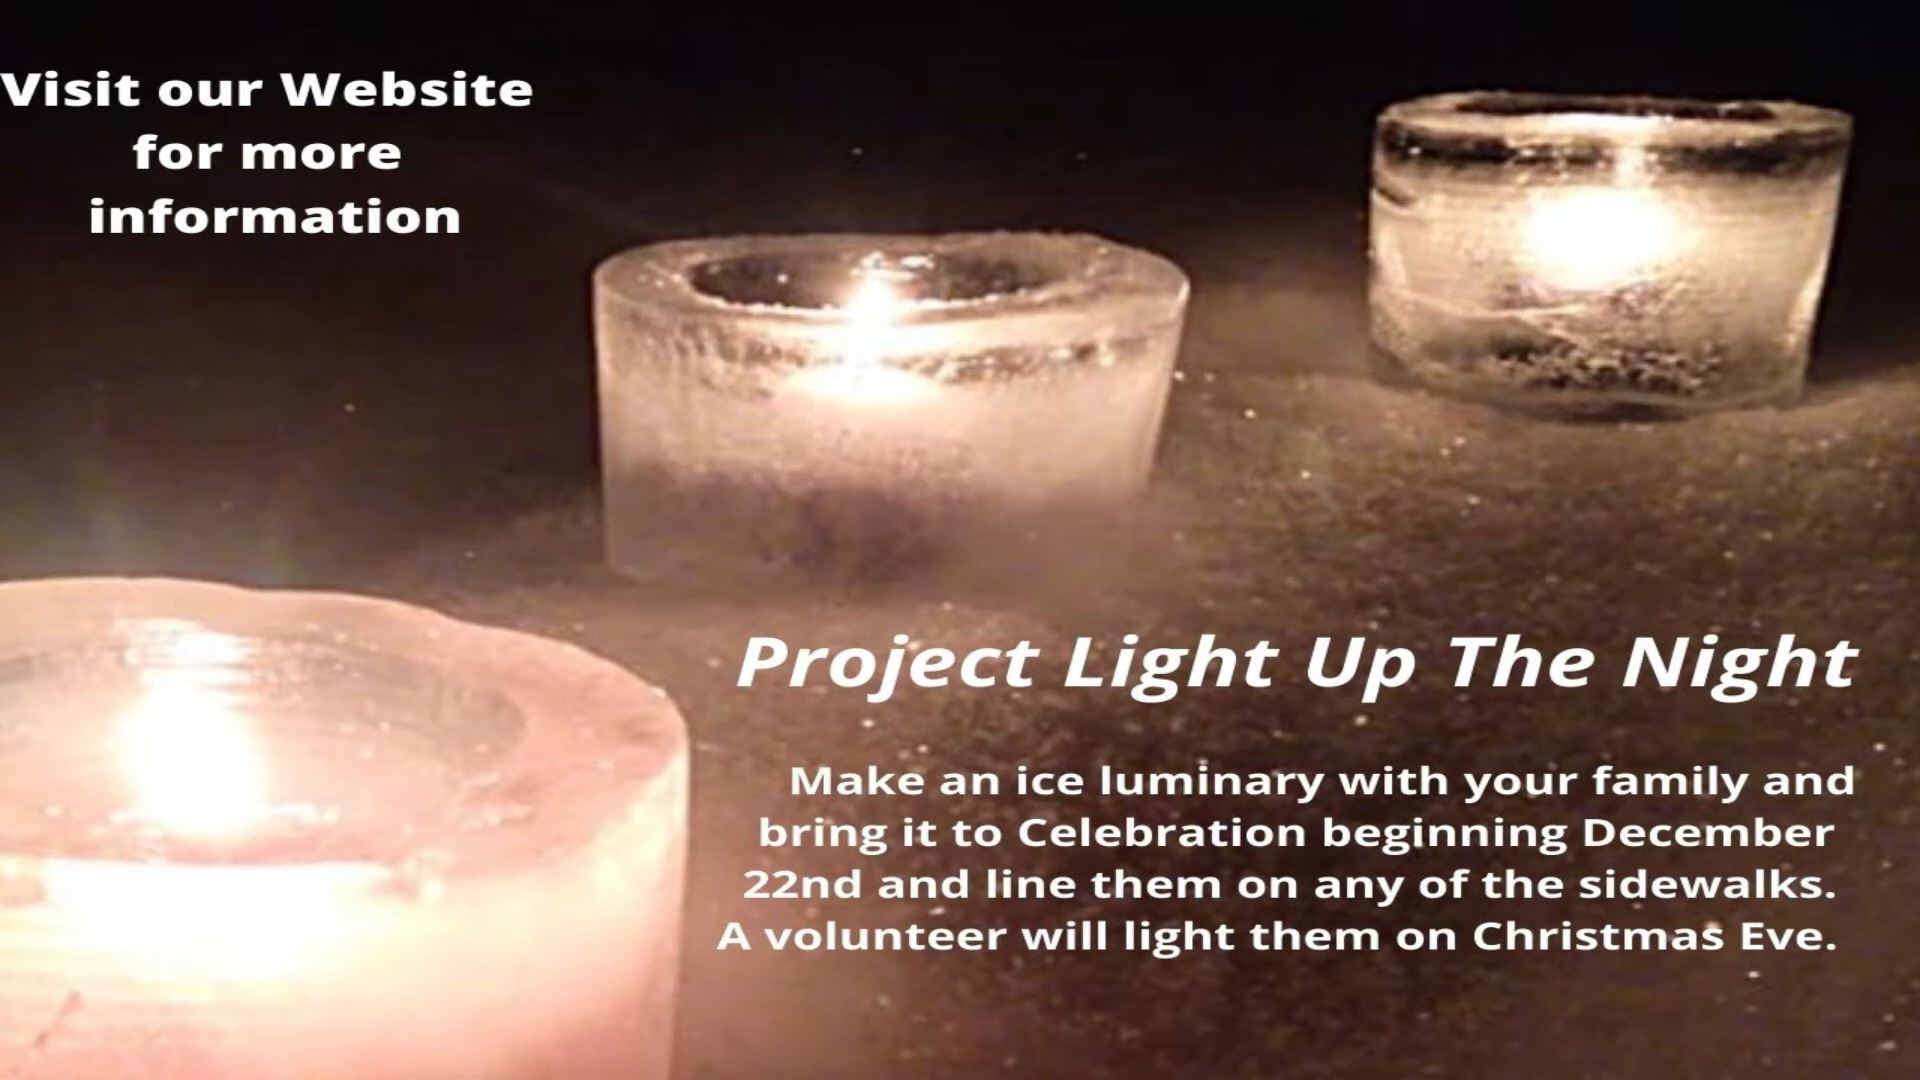 Visit our Website
for more
information
Project Light Up The Night
Make an ice luminary with your family and
bring it to Celebration beginning December
22nd and line them on any of the sidewalks.
A volunteer will light them on Christmas Eve.